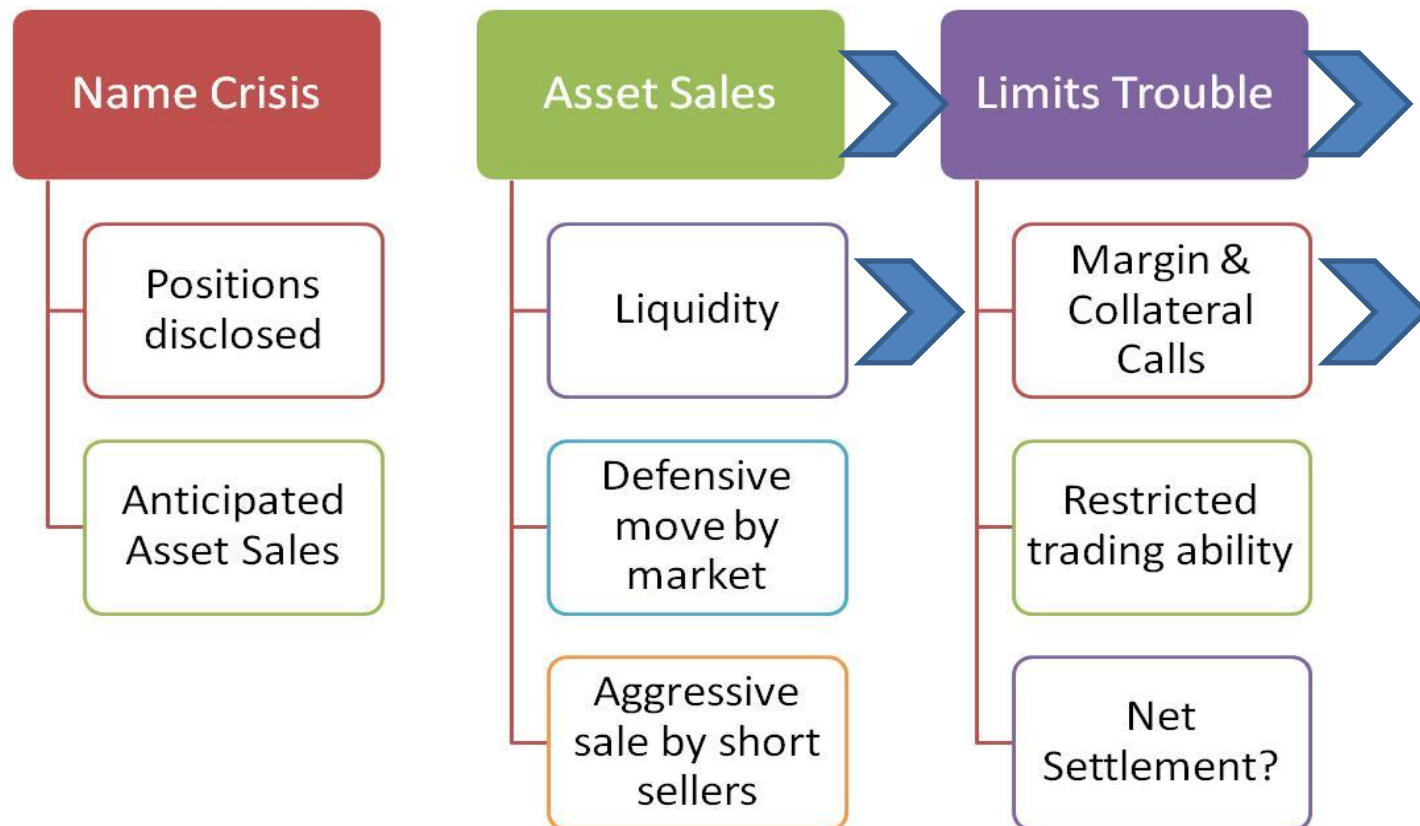 Name Crisis
Positions
disclosed
Anticipated
Asset Sales
Asset Sales
Liquidity
Defensive
move by
market
Aggressive
sale by short
sellers
Limits Trouble
Margin &
Collateral
Calls
Restricted
trading ability
Net
Settlement?